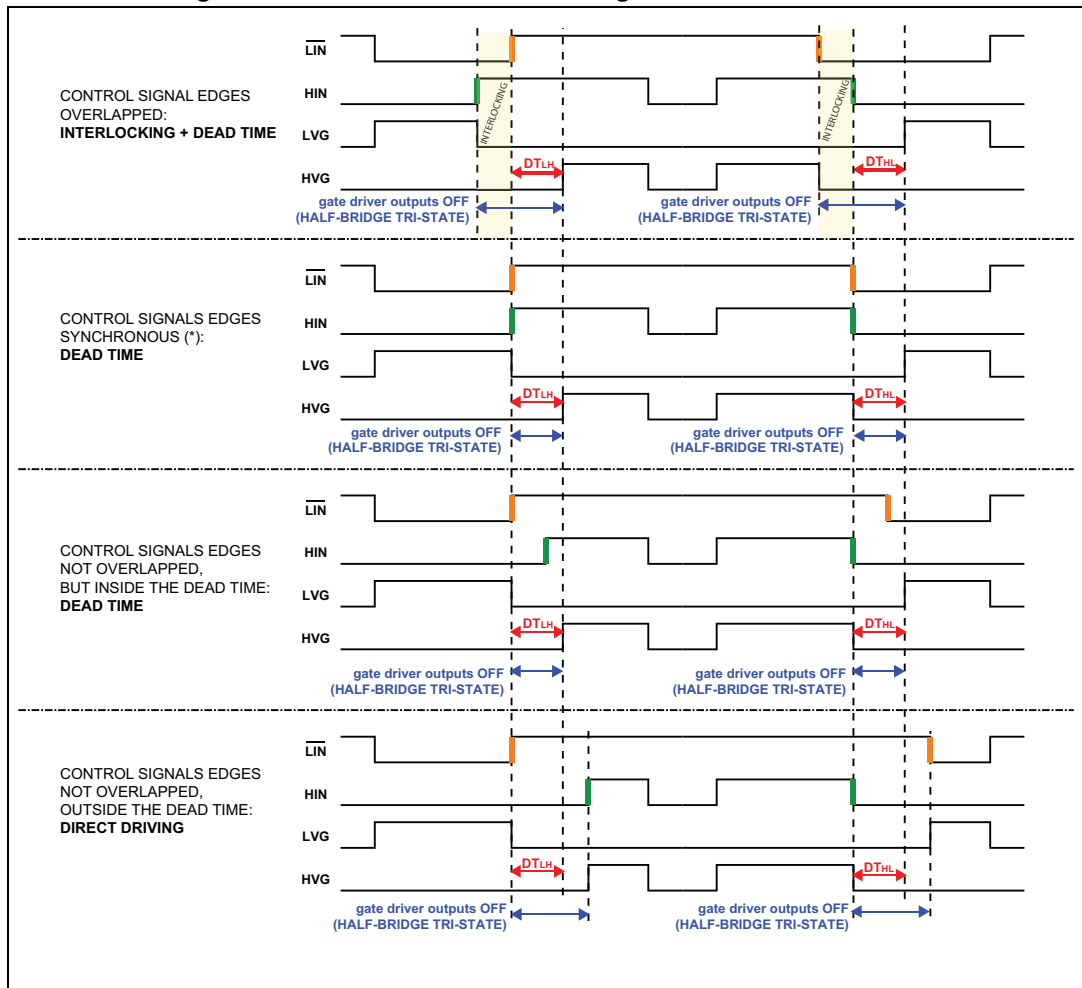 LIN
HIN
LVG
HVG
CONTROL SIGNAL EDGES
OVERLAPPED:
INTERLOCKING + DEAD TIME
INTERLOCKING
INTERLOCKING
DTLH
DTHL
gate driver outputs OFF
(HALF-BRIDGE TRI-STATE)
gate driver outputs OFF
(HALF-BRIDGE TRI-STATE)
LIN
HIN
LVG
HVG
CONTROL SIGNALS EDGES
SYNCHRONOUS (*):
DEAD TIME
DTLH
DTHL
gate driver outputs OFF
(HALF-BRIDGE TRI-STATE)
gate driver outputs OFF
(HALF-BRIDGE TRI-STATE)
LIN
HIN
LVG
HVG
CONTROL SIGNALS EDGES
NOT OVERLAPPED,
BUT INSIDE THE DEAD TIME:
DEAD TIME
DTLH
DTHL
gate driver outputs OFF
(HALF-BRIDGE TRI-STATE)
gate driver outputs OFF
(HALF-BRIDGE TRI-STATE)
LIN
HIN
LVG
HVG
CONTROL SIGNALS EDGES
NOT OVERLAPPED,
OUTSIDE THE DEAD TIME:
DIRECT DRIVING
DTLH
DTHL
gate driver outputs OFF
(HALF-BRIDGE TRI-STATE)
gate driver outputs OFF
(HALF-BRIDGE TRI-STATE)